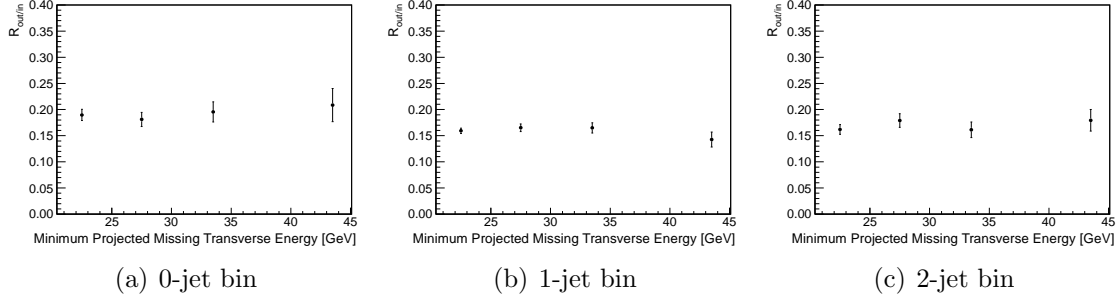 R_out/in
0.40
0.35
0.30
0.25
0.20
0.15
0.10
0.05
0.00
25 30 35 40 45
Minimum Projected Missing Transverse Energy [GeV]
(a) 0-jet bin
R_out/in
0.40
0.35
0.30
0.25
0.20
0.15
0.10
0.05
0.00
25 30 35 40 45
Minimum Projected Missing Transverse Energy [GeV]
(b) 1-jet bin
R_out/in
0.40
0.35
0.30
0.25
0.20
0.15
0.10
0.05
0.00
25 30 35 40 45
Minimum Projected Missing Transverse Energy [GeV]
(c) 2-jet bin